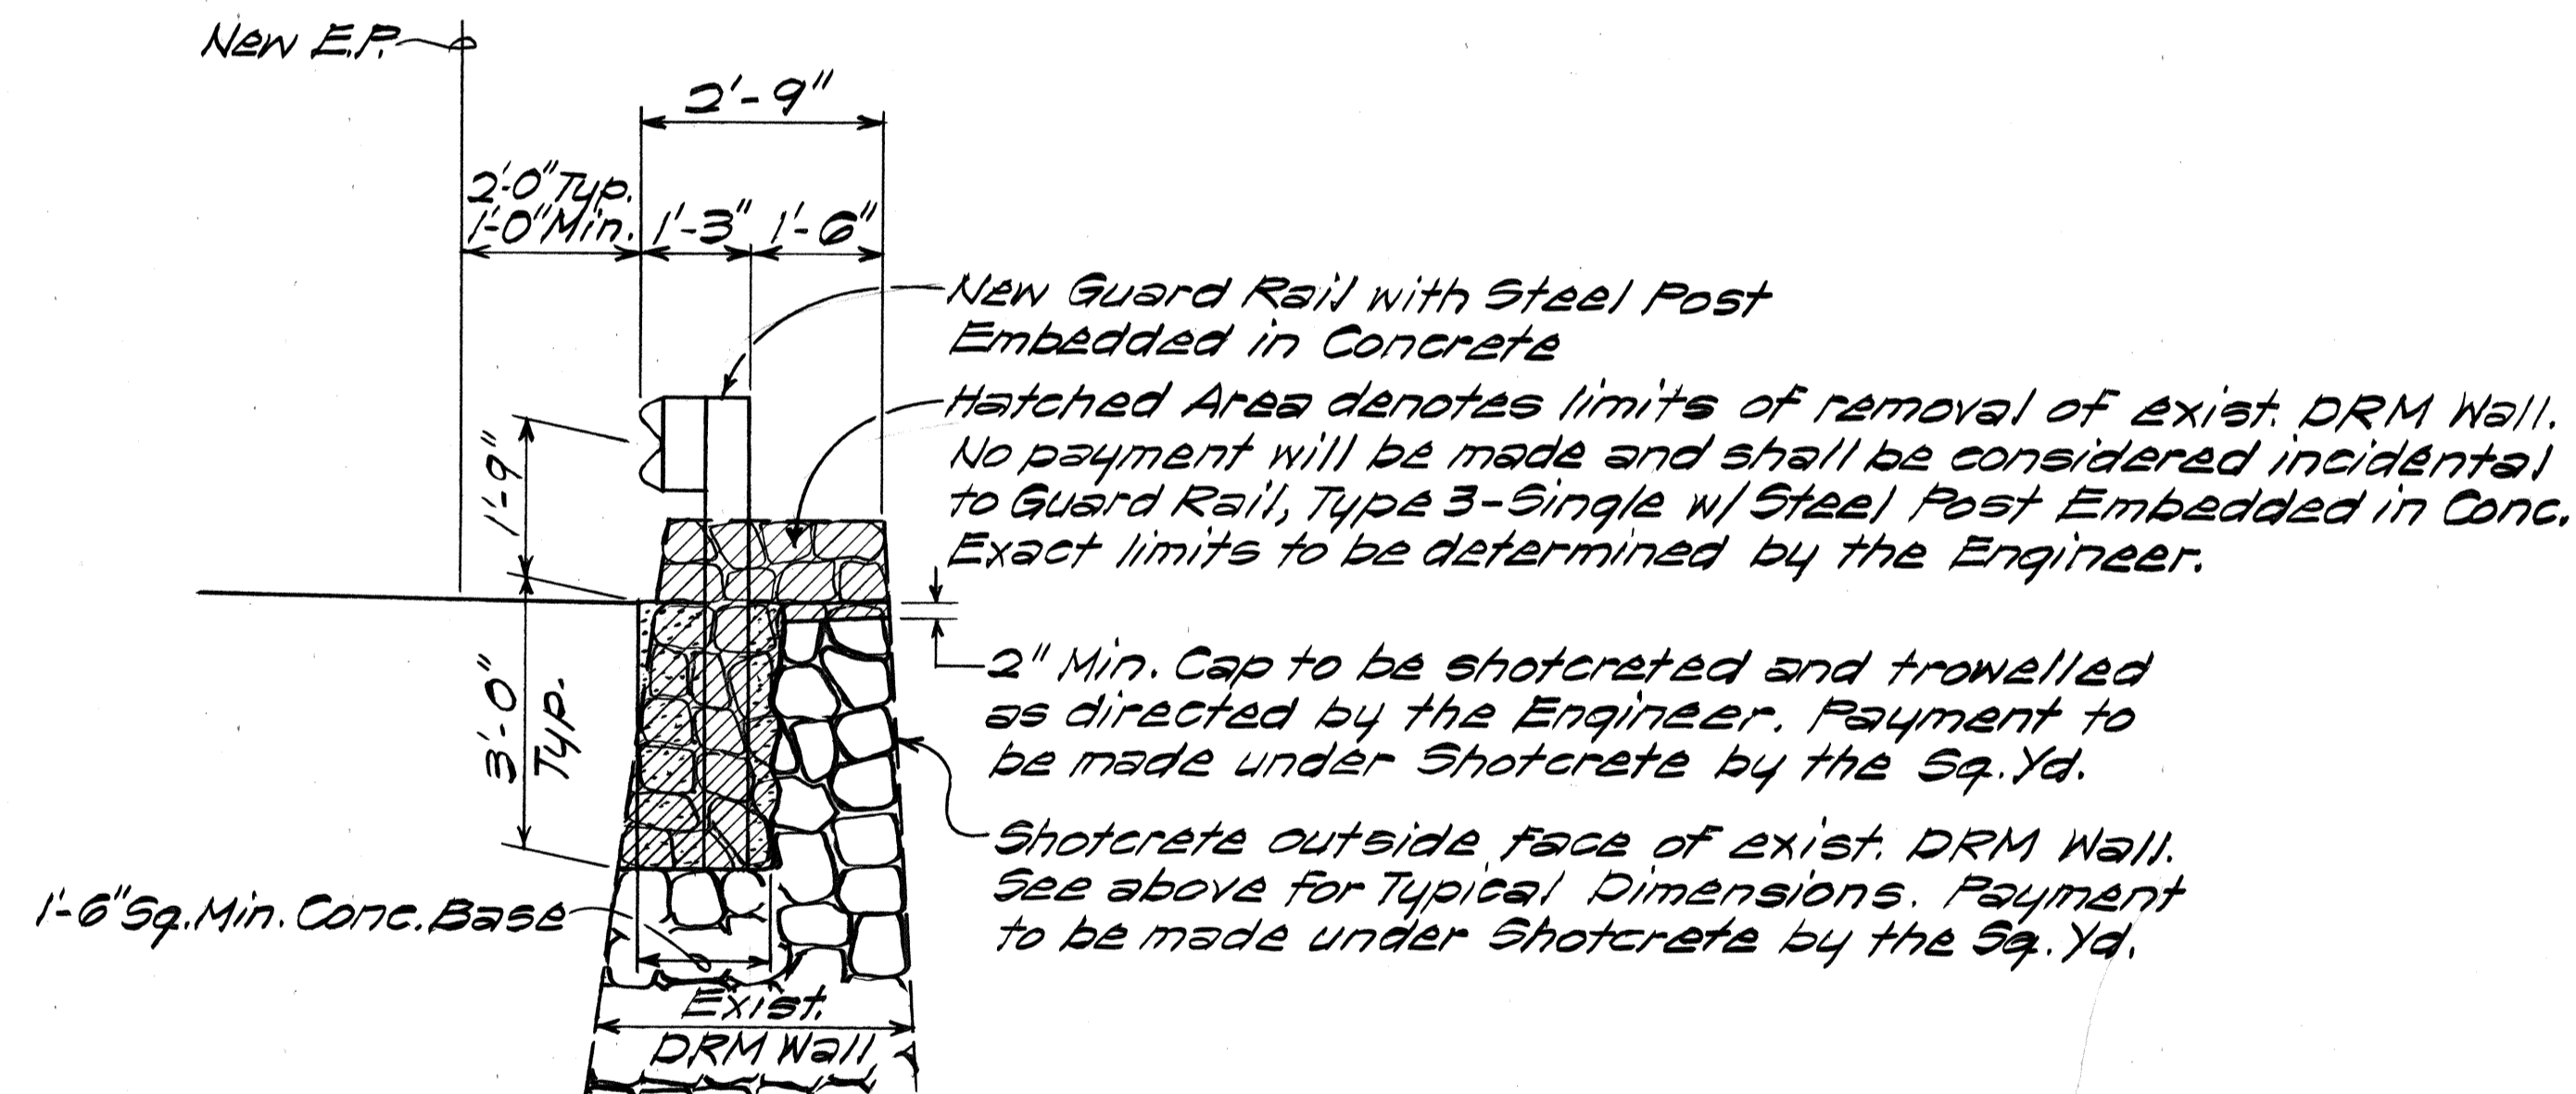 New E.P.
2'-9"
2'-0" Typ.
1'-0" Min.
1'-3"
1'-6"
New Guard Rail with Steel Post
Embedded in Concrete
Hatched Area denotes limits of removal of exist. DRM Wall.
No payment will be made and shall be considered incidental
to Guard Rail, Type 3-Single w/ Steel Post Embedded in Conc.
Exact limits to be determined by the Engineer.
1'-9"
2" Min. Cap to be shotcreted and trowelled
as directed by the Engineer. Payment to
be made under Shotcrete by the Sq. Yd.
3'-0"
Typ.
Shotcrete outside face of exist. DRM Wall.
See above for Typical Dimensions. Payment
to be made under Shotcrete by the Sq. Yd.
1'-6" Sq. Min. Conc. Base
Exist.
DRM Wall